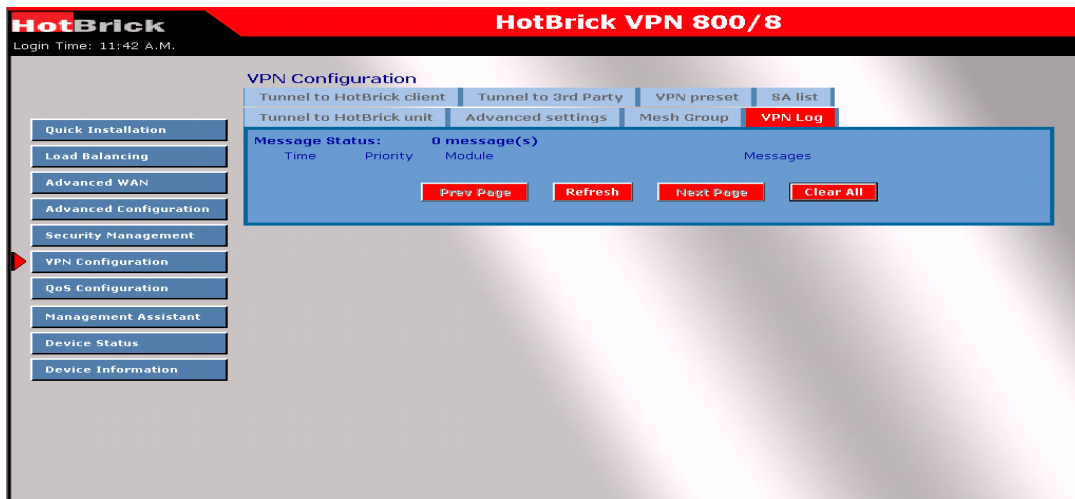 HotBrick
HotBrick VPN 800/8
Login Time: 11:42 A.M.
VPN Configuration
Tunnel to HotBrick client Tunnel to 3rd Party VPN preset SA list
Tunnel to HotBrick unit Advanced settings Mesh Group VPN Log
Message Status: 0 message(s)
Time Priority Module Messages
Prev Page Refresh Next Page Clear All
Quick Installation
Load Balancing
Advanced WAN
Advanced Configuration
Security Management
VPN Configuration
QoS Configuration
Management Assistant
Device Status
Device Information